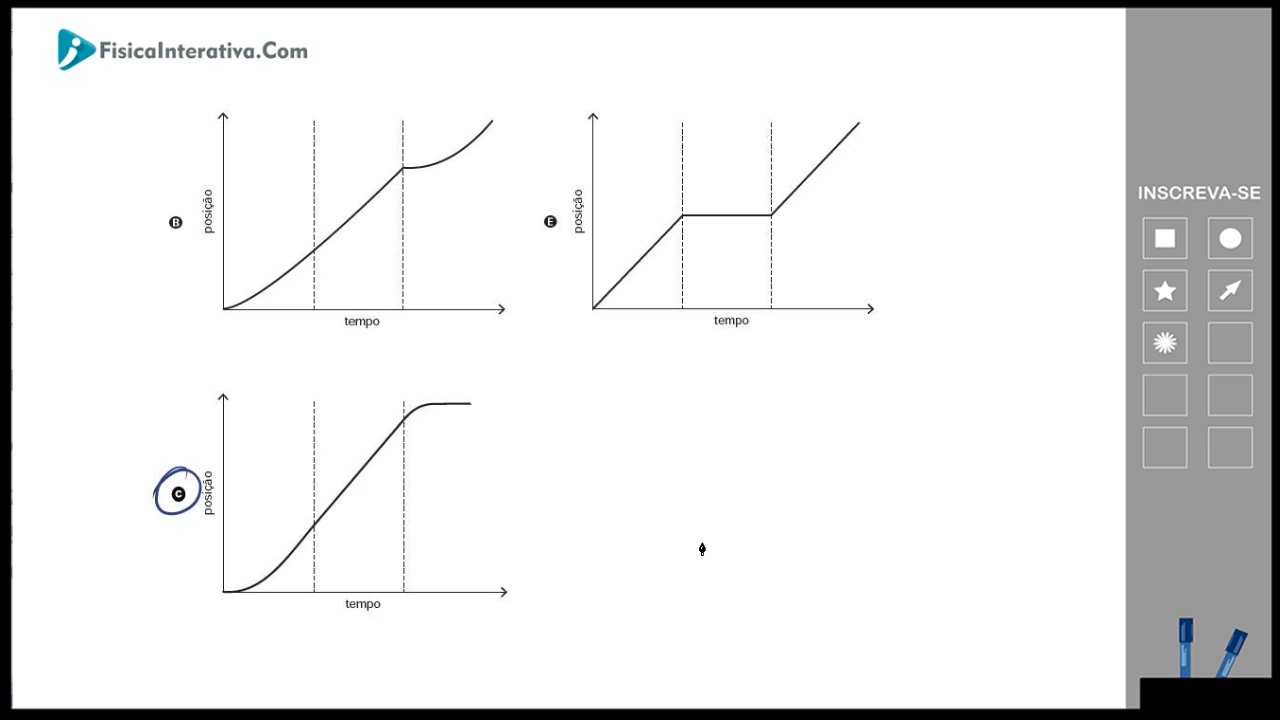 FisicaInterativa.Com
B
posição
tempo
E
posição
tempo
INSCREVA-SE
C
posição
tempo